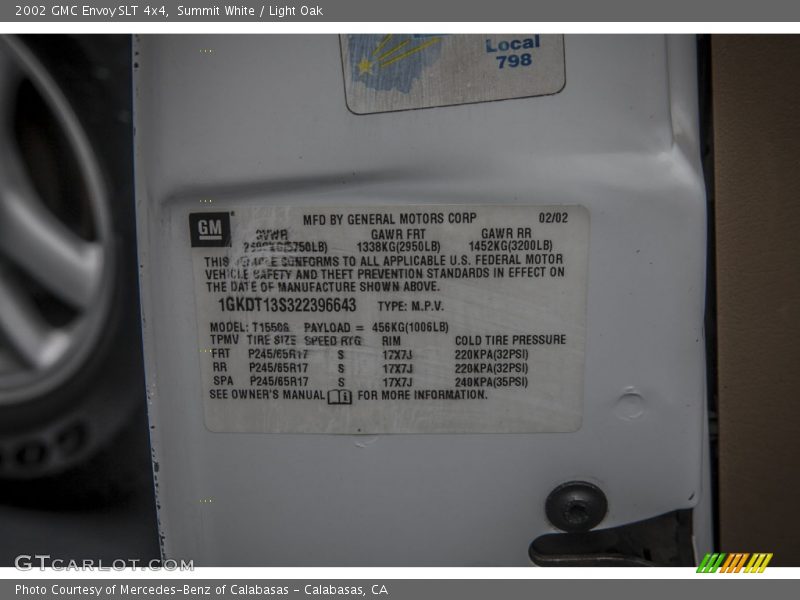 2002 GMC Envoy SLT 4x4, Summit White / Light Oak
Local
798
GM
MFD BY GENERAL MOTORS CORP 02/02
GVWR GAWR FRT GAWR RR
1338KG(2950LB) 1452KG(3200LB)
THIS VEHICLE CONFORMS TO ALL APPLICABLE U.S. FEDERAL MOTOR
VEHICLE SAFETY AND THEFT PREVENTION STANDARDS IN EFFECT ON
THE DATE OF MANUFACTURE SHOWN ABOVE.
1GKDT13S322396643 TYPE: M.P.V.
MODEL: T15506 PAYLOAD = 456KG(1006LB)
TPMV TIRE SIZE SPEED RTG RIM COLD TIRE PRESSURE
FRT P245/65R17 S 17X7J 220KPA(32PSI)
RR P245/65R17 S 17X7J 220KPA(32PSI)
SPA P245/65R17 S 17X7J 240KPA(35PSI)
SEE OWNER'S MANUAL FOR MORE INFORMATION.
GTCARLOT.COM
Photo Courtesy of Mercedes-Benz of Calabasas - Calabasas, CA